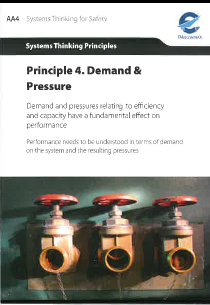 AA4 Systems Thinking for Safety
EUROCONTROL
Systems Thinking Principles
Principle 4. Demand &
Pressure
Demand and pressures relating to efficiency
and capacity have a fundamental effect on
performance
Performance needs to be understood in terms of demand
on the system and the resulting pressures